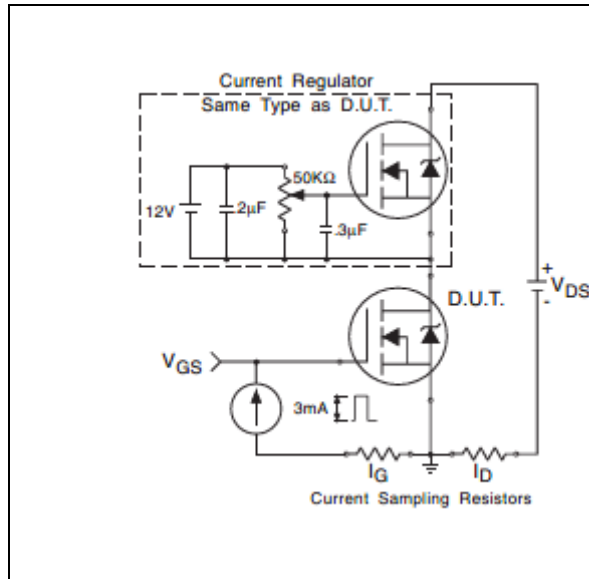 Current Regulator
Same Type as D.U.T.
50KΩ
12V
.2µF
.3µF
+
VDS
-
D.U.T.
VGS
3mA
IG
ID
Current Sampling Resistors